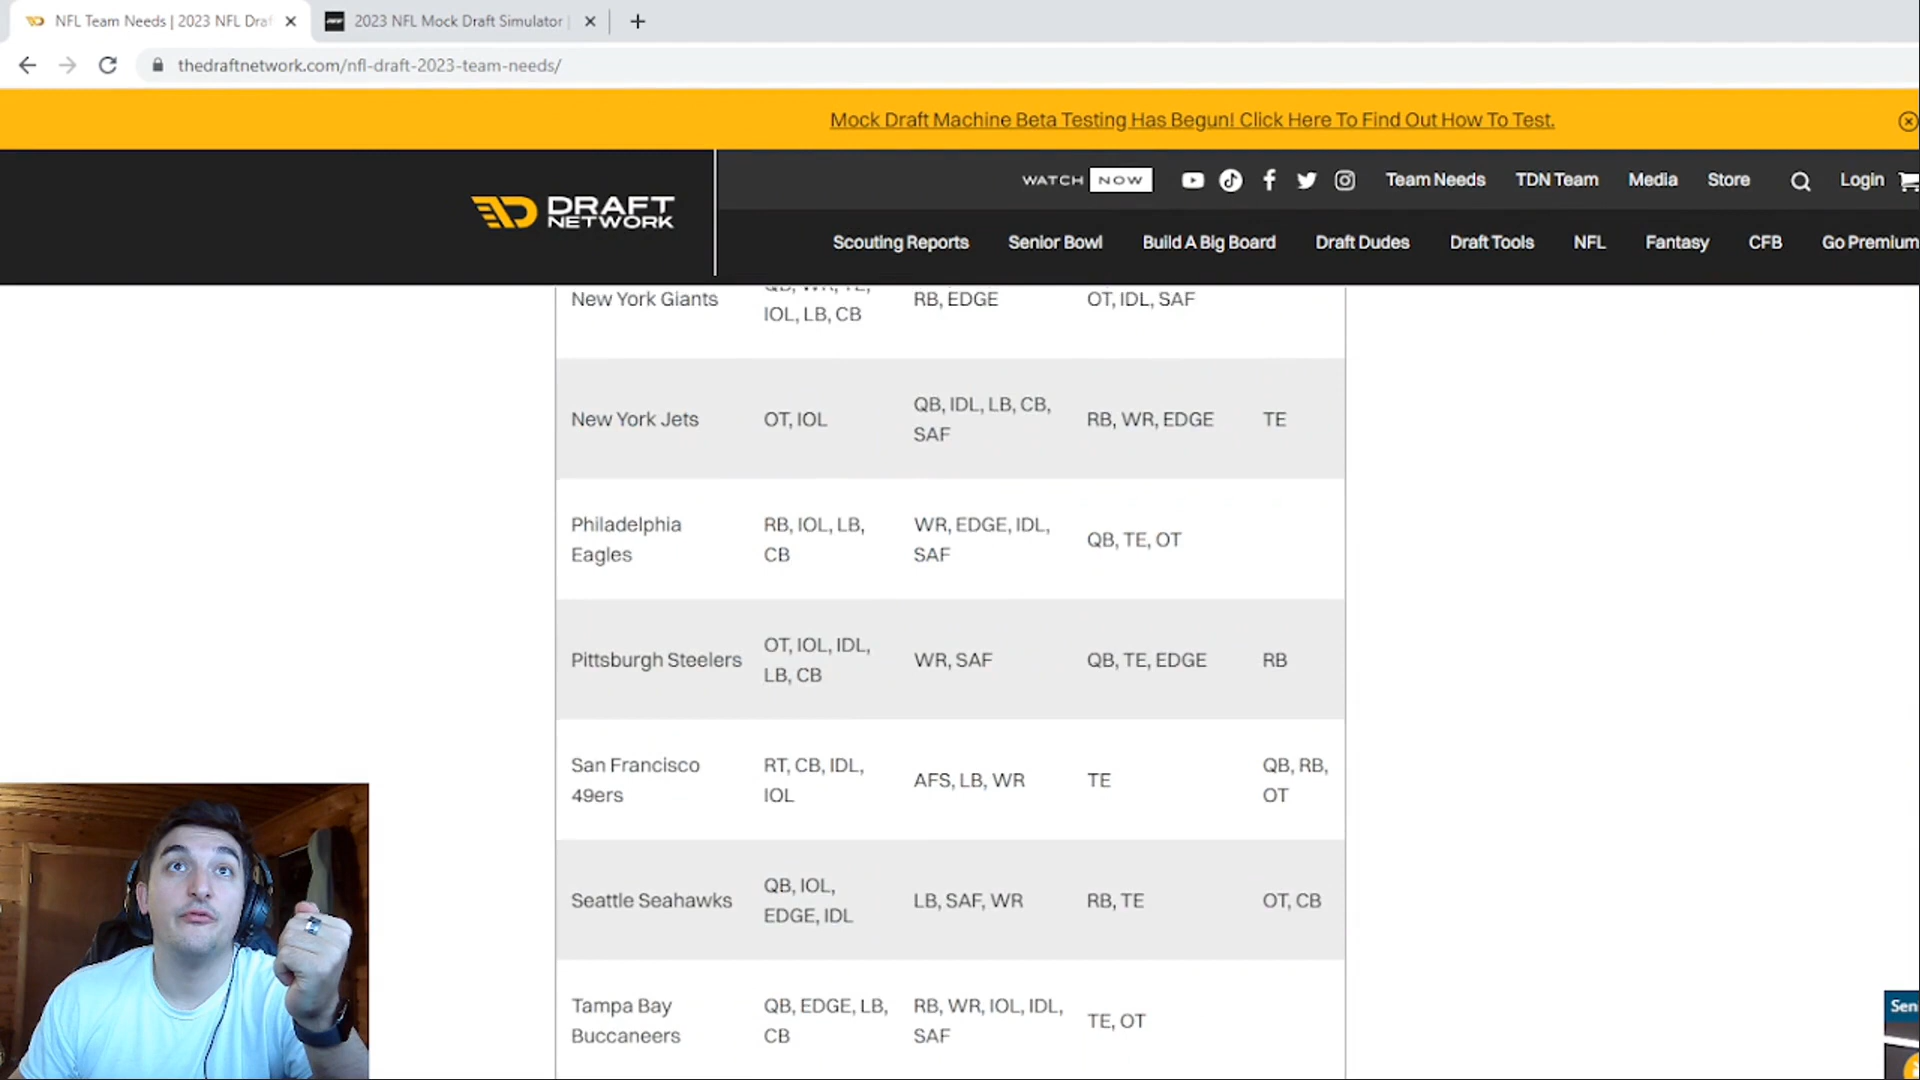 NFL Team Needs | 2023 NFL Draf
2023 NFL Mock Draft Simulator |
thedraftnetwork.com/nfl-draft-2023-team-needs/
Mock Draft Machine Beta Testing Has Begun! Click Here To Find Out How To Test.
WATCH NOW Team Needs TDN Team Media Store Login
DRAFT
NETWORK
Scouting Reports Senior Bowl Build A Big Board Draft Dudes Draft Tools NFL Fantasy CFB Go Premium
New York Giants QB, WR, TE, RB, EDGE OT, IDL, SAF
IOL, LB, CB
New York Jets OT, IOL QB, IDL, LB, CB, RB, WR, EDGE TE
SAF
Philadelphia RB, IOL, LB, WR, EDGE, IDL, QB, TE, OT
Eagles CB SAF
Pittsburgh Steelers OT, IOL, IDL, WR, SAF QB, TE, EDGE RB
LB, CB
San Francisco RT, CB, IDL, AFS, LB, WR TE QB, RB,
49ers IOL OT
Seattle Seahawks QB, IOL, LB, SAF, WR RB, TE OT, CB
EDGE, IDL
Tampa Bay QB, EDGE, LB, RB, WR, IOL, IDL, TE, OT
Buccaneers CB SAF
Sen